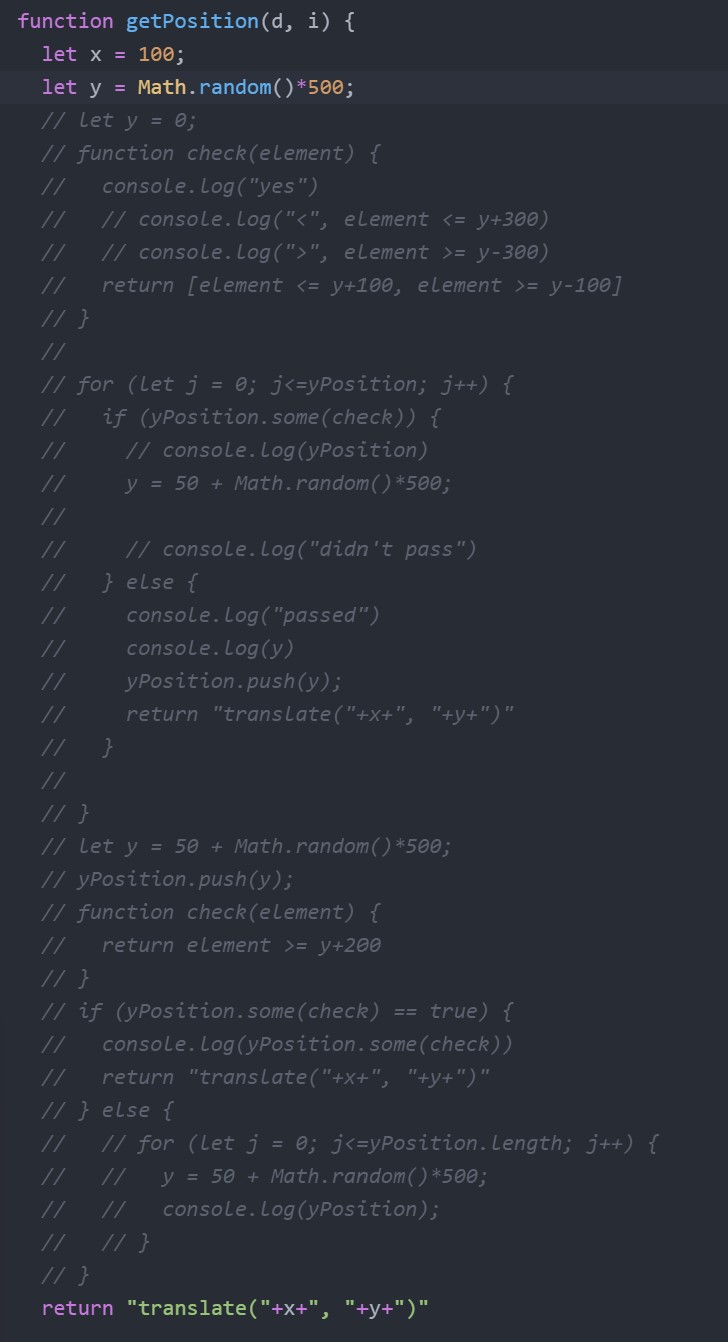 function getPosition(d, i) {
  let x = 100;
  let y = Math.random()*500;
  // let y = 0;
  // function check(element) {
  //   console.log("yes")
  //   // console.log("<", element <= y+300)
  //   // console.log(">", element >= y-300)
  //   return [element <= y+100, element >= y-100]
  // }
  //
  // for (let j = 0; j<=yPosition; j++) {
  //   if (yPosition.some(check)) {
  //     // console.log(yPosition)
  //     y = 50 + Math.random()*500;
  //
  //     // console.log("didn't pass")
  //   } else {
  //     console.log("passed")
  //     console.log(y)
  //     yPosition.push(y);
  //     return "translate("+x+", "+y+")"
  //   }
  //
  // }
  // let y = 50 + Math.random()*500;
  // yPosition.push(y);
  // function check(element) {
  //   return element >= y+200
  // }
  // if (yPosition.some(check) == true) {
  //   console.log(yPosition.some(check))
  //   return "translate("+x+", "+y+")"
  // } else {
  //   // for (let j = 0; j<=yPosition.length; j++) {
  //   //   y = 50 + Math.random()*500;
  //   //   console.log(yPosition);
  //   // }
  // }
  return "translate("+x+", "+y+")"